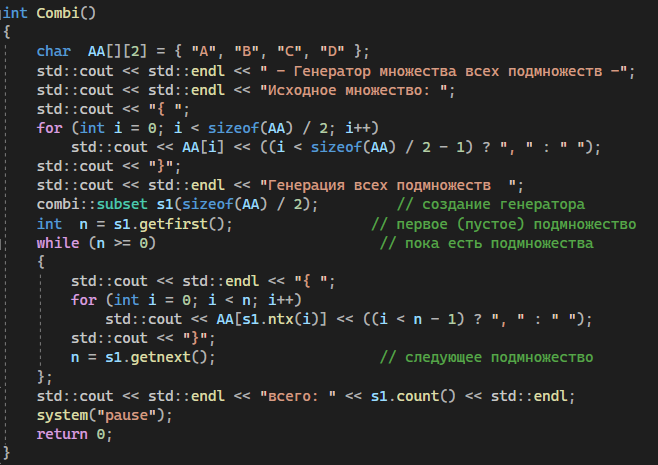 int Combi()
{
    char  AA[][2] = { "A", "B", "C", "D" };
    std::cout << std::endl << " - Генератор множества всех подмножеств -";
    std::cout << std::endl << "Исходное множество: ";
    std::cout << "{ ";
    for (int i = 0; i < sizeof(AA) / 2; i++)
        std::cout << AA[i] << ((i < sizeof(AA) / 2 - 1) ? ", " : " ");
    std::cout << "}";
    std::cout << std::endl << "Генерация всех подмножеств  ";
    combi::subset s1(sizeof(AA) / 2);         // создание генератора
    int  n = s1.getfirst();                // первое (пустое) подмножество
    while (n >= 0)                          // пока есть подмножества
    {
        std::cout << std::endl << "{ ";
        for (int i = 0; i < n; i++)
            std::cout << AA[s1.ntx(i)] << ((i < n - 1) ? ", " : " ");
        std::cout << "}";
        n = s1.getnext();                   // следующее подмножество
    };
    std::cout << std::endl << "всего: " << s1.count() << std::endl;
    system("pause");
    return 0;
}